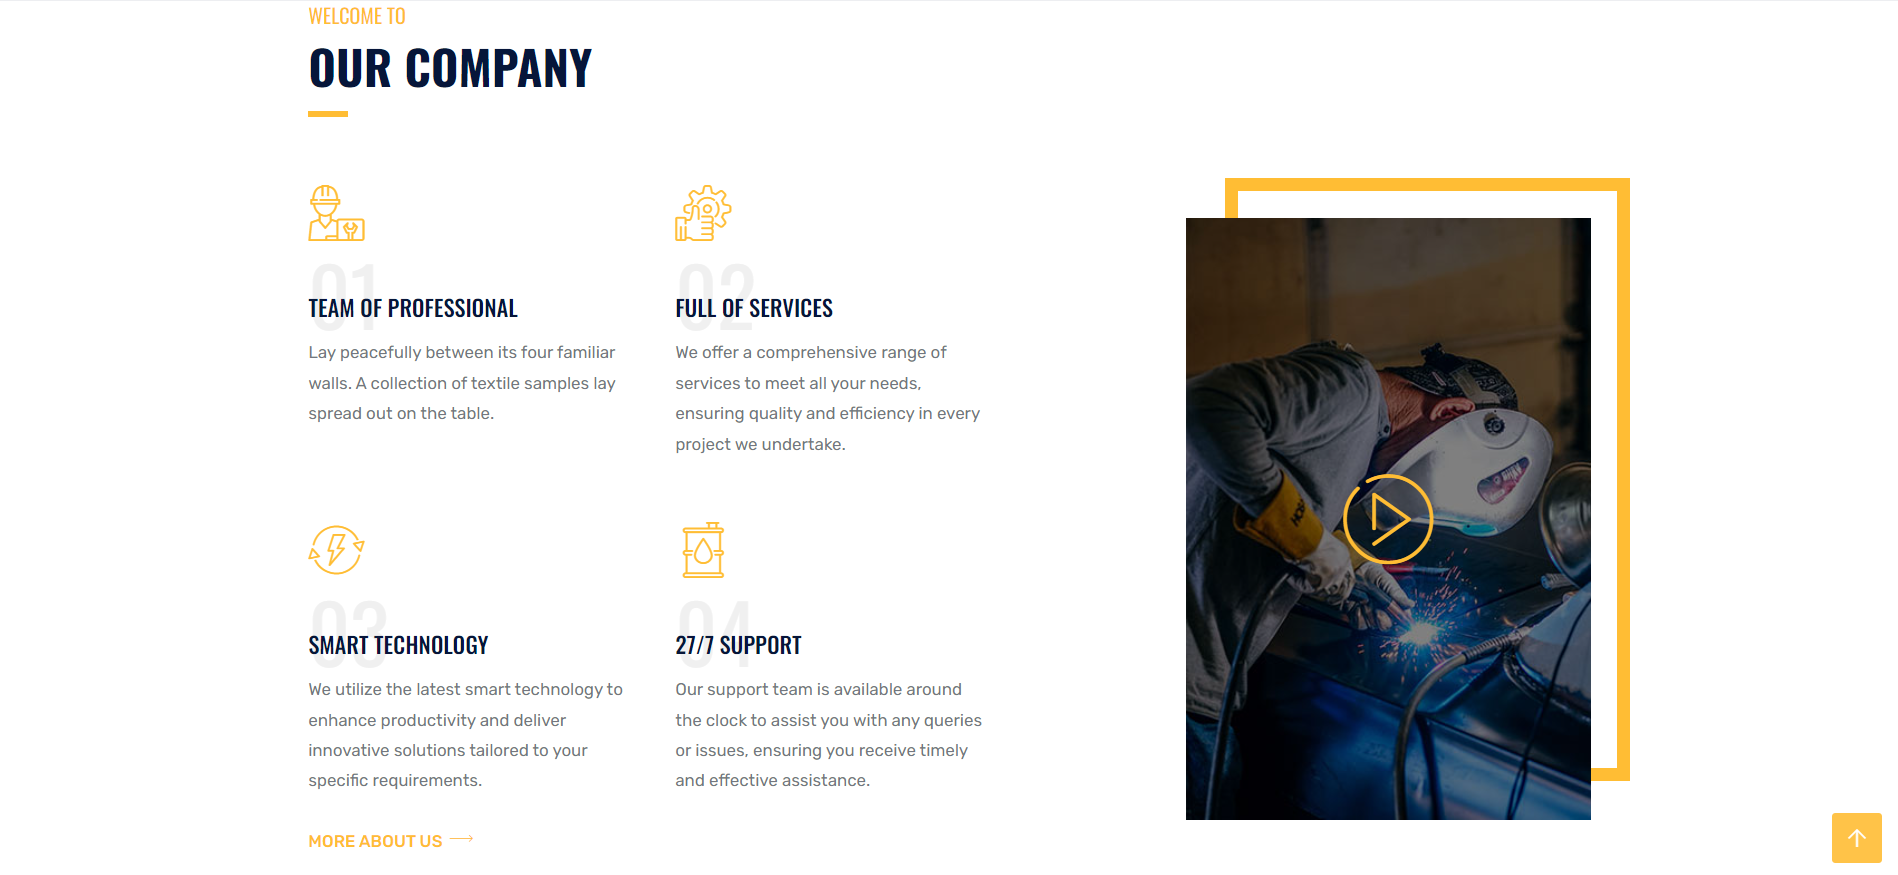 WELCOME TO
OUR COMPANY
01
TEAM OF PROFESSIONAL
Lay peacefully between its four familiar
walls. A collection of textile samples lay
spread out on the table.
02
FULL OF SERVICES
We offer a comprehensive range of
services to meet all your needs,
ensuring quality and efficiency in every
project we undertake.
03
SMART TECHNOLOGY
We utilize the latest smart technology to
enhance productivity and deliver
innovative solutions tailored to your
specific requirements.
04
27/7 SUPPORT
Our support team is available around
the clock to assist you with any queries
or issues, ensuring you receive timely
and effective assistance.
MORE ABOUT US